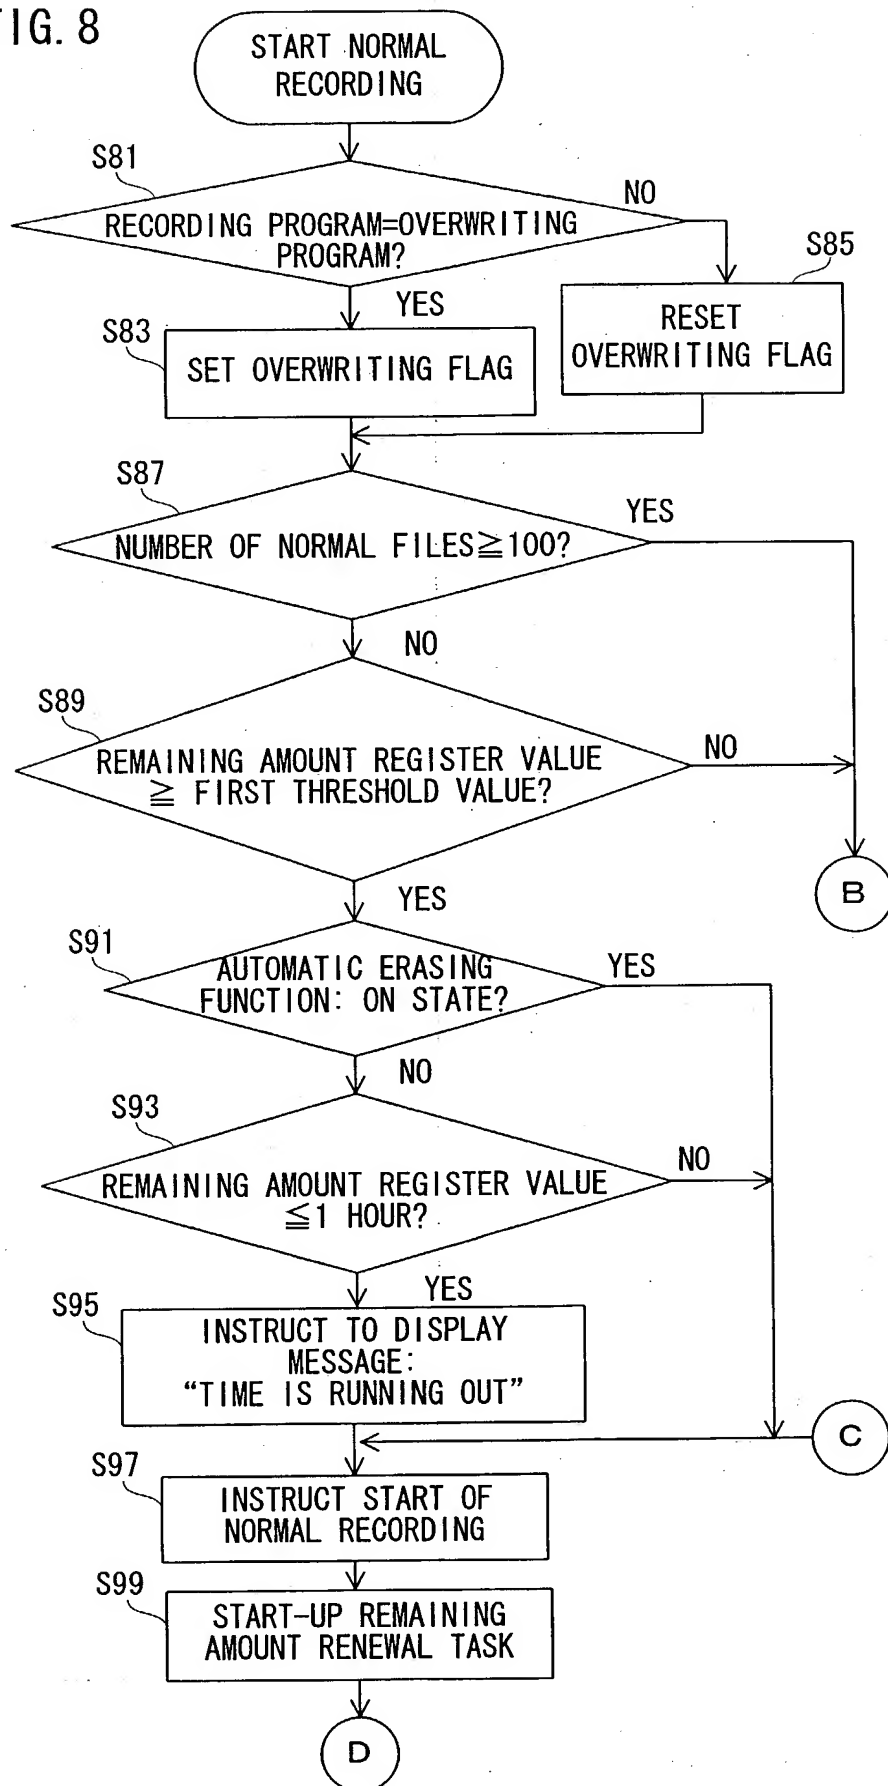 FIG. 8
START NORMAL
RECORDING
S81
NO
RECORDING PROGRAM=OVERWRITING
PROGRAM?
S85
YES
S83
RESET
OVERWRITING FLAG
SET OVERWRITING FLAG
S87
YES
NUMBER OF NORMAL FILES≧100?
NO
S89
NO
REMAINING AMOUNT REGISTER VALUE
≧ FIRST THRESHOLD VALUE?
B
YES
S91
YES
AUTOMATIC ERASING
FUNCTION: ON STATE?
NO
S93
NO
REMAINING AMOUNT REGISTER VALUE
≦1 HOUR?
YES
S95
INSTRUCT TO DISPLAY
MESSAGE:
“TIME IS RUNNING OUT”
C
S97
INSTRUCT START OF
NORMAL RECORDING
S99
START-UP REMAINING
AMOUNT RENEWAL TASK
D